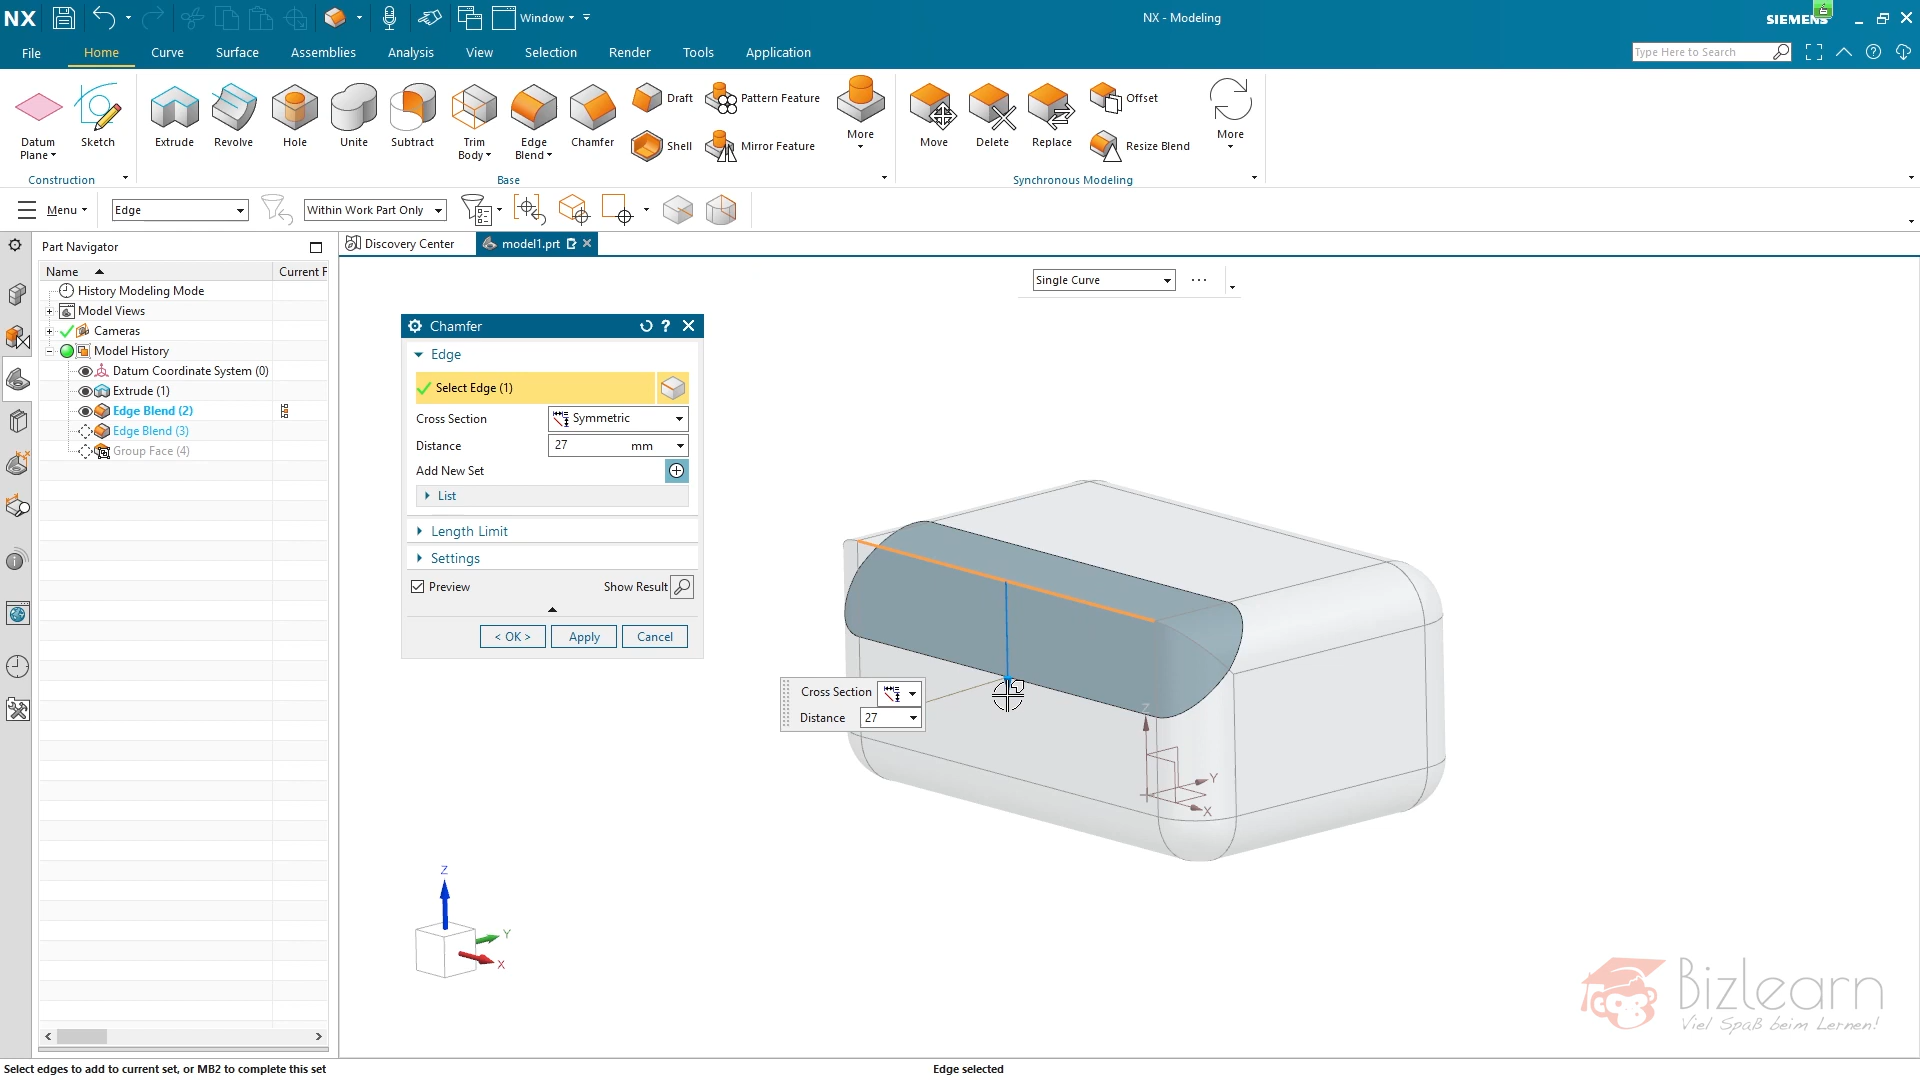 NX
Window
NX - Modeling
SIEMENS
File
Home
Curve
Surface
Assemblies
Analysis
View
Selection
Render
Tools
Application
Type Here to Search
Datum
Plane
Sketch
Extrude
Revolve
Hole
Unite
Subtract
Trim
Body
Edge
Blend
Chamfer
Draft
Shell
Pattern Feature
Mirror Feature
More
Move
Delete
Replace
Offset
Resize Blend
More
Construction
Base
Synchronous Modeling
Menu
Edge
Within Work Part Only
Part Navigator
Discovery Center
model1.prt
Name
Current F
History Modeling Mode
Model Views
Cameras
Model History
Datum Coordinate System (0)
Extrude (1)
Edge Blend (2)
Edge Blend (3)
Group Face (4)
Single Curve
Chamfer
Edge
Select Edge (1)
Cross Section
Symmetric
Distance
27 mm
Add New Set
List
Length Limit
Settings
Preview
Show Result
< OK >
Apply
Cancel
Cross Section
Distance
27
Z
Y
X
Z
Y
X
Bizlearn
Viel Spaß beim Lernen!
Select edges to add to current set, or MB2 to complete this set
Edge selected